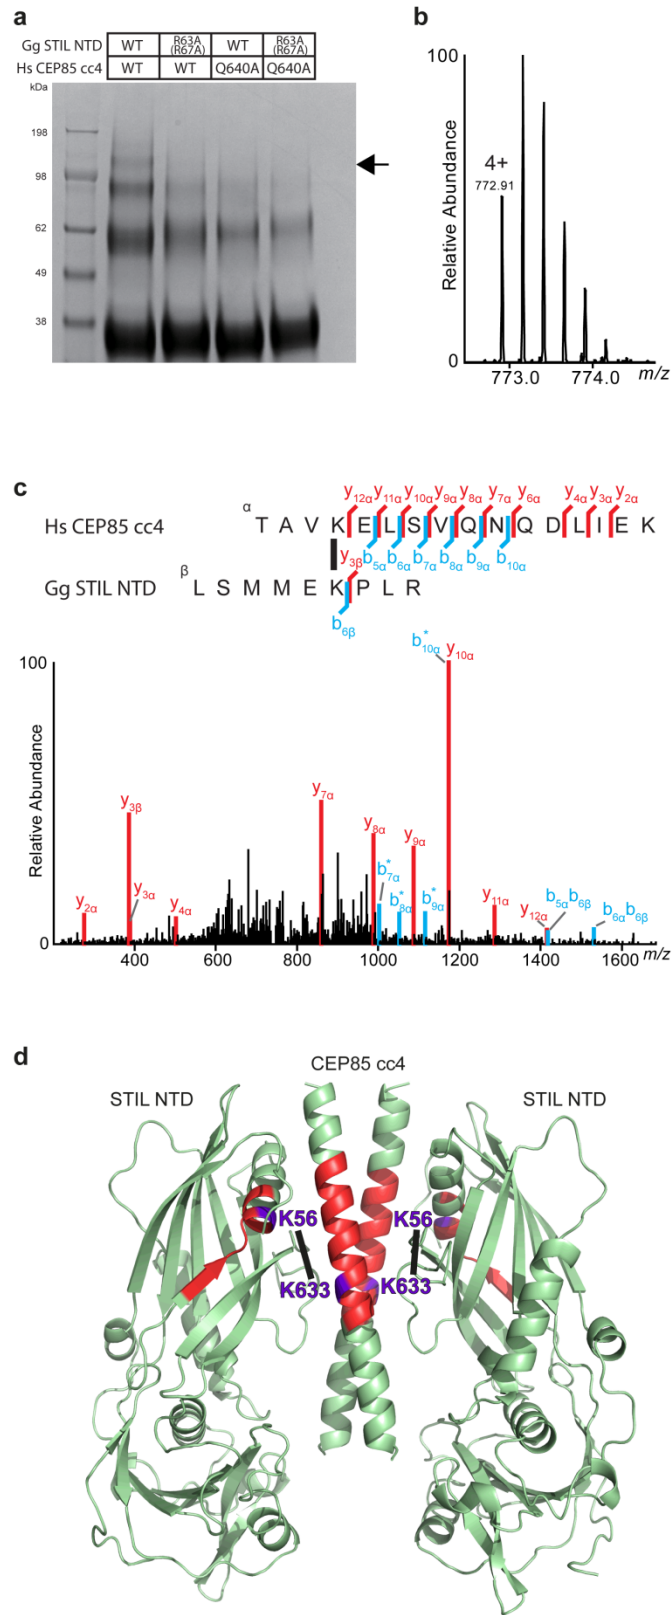 a
Gg STIL NTD WT R63A (R67A) WT R63A (R67A)
Hs CEP85 cc4 WT WT Q640A Q640A
kDa
198
98
62
49
38
b
100
Relative Abundance
4+
772.91
0
773.0 774.0 m/z
c
y12α y11α y10α y9α y8α y7α y6α y4α y3α y2α
α
Hs CEP85 cc4 T A V K E L S V Q N Q D L I E K
y3β b5α b6α b7α b8α b9α b10α
β
Gg STIL NTD L S M M E K P L R
b6β
100
Relative Abundance
b*10α y10α
y3β
y7α
y8α
y9α
y3α
b*7α
y2α
y4α
b*8α
b*9α
y11α
y12α
b5αb6β
b6αb6β
0
400 600 800 1000 1200 1400 1600 m/z
d
CEP85 cc4
STIL NTD STIL NTD
K56 K56
K633 K633